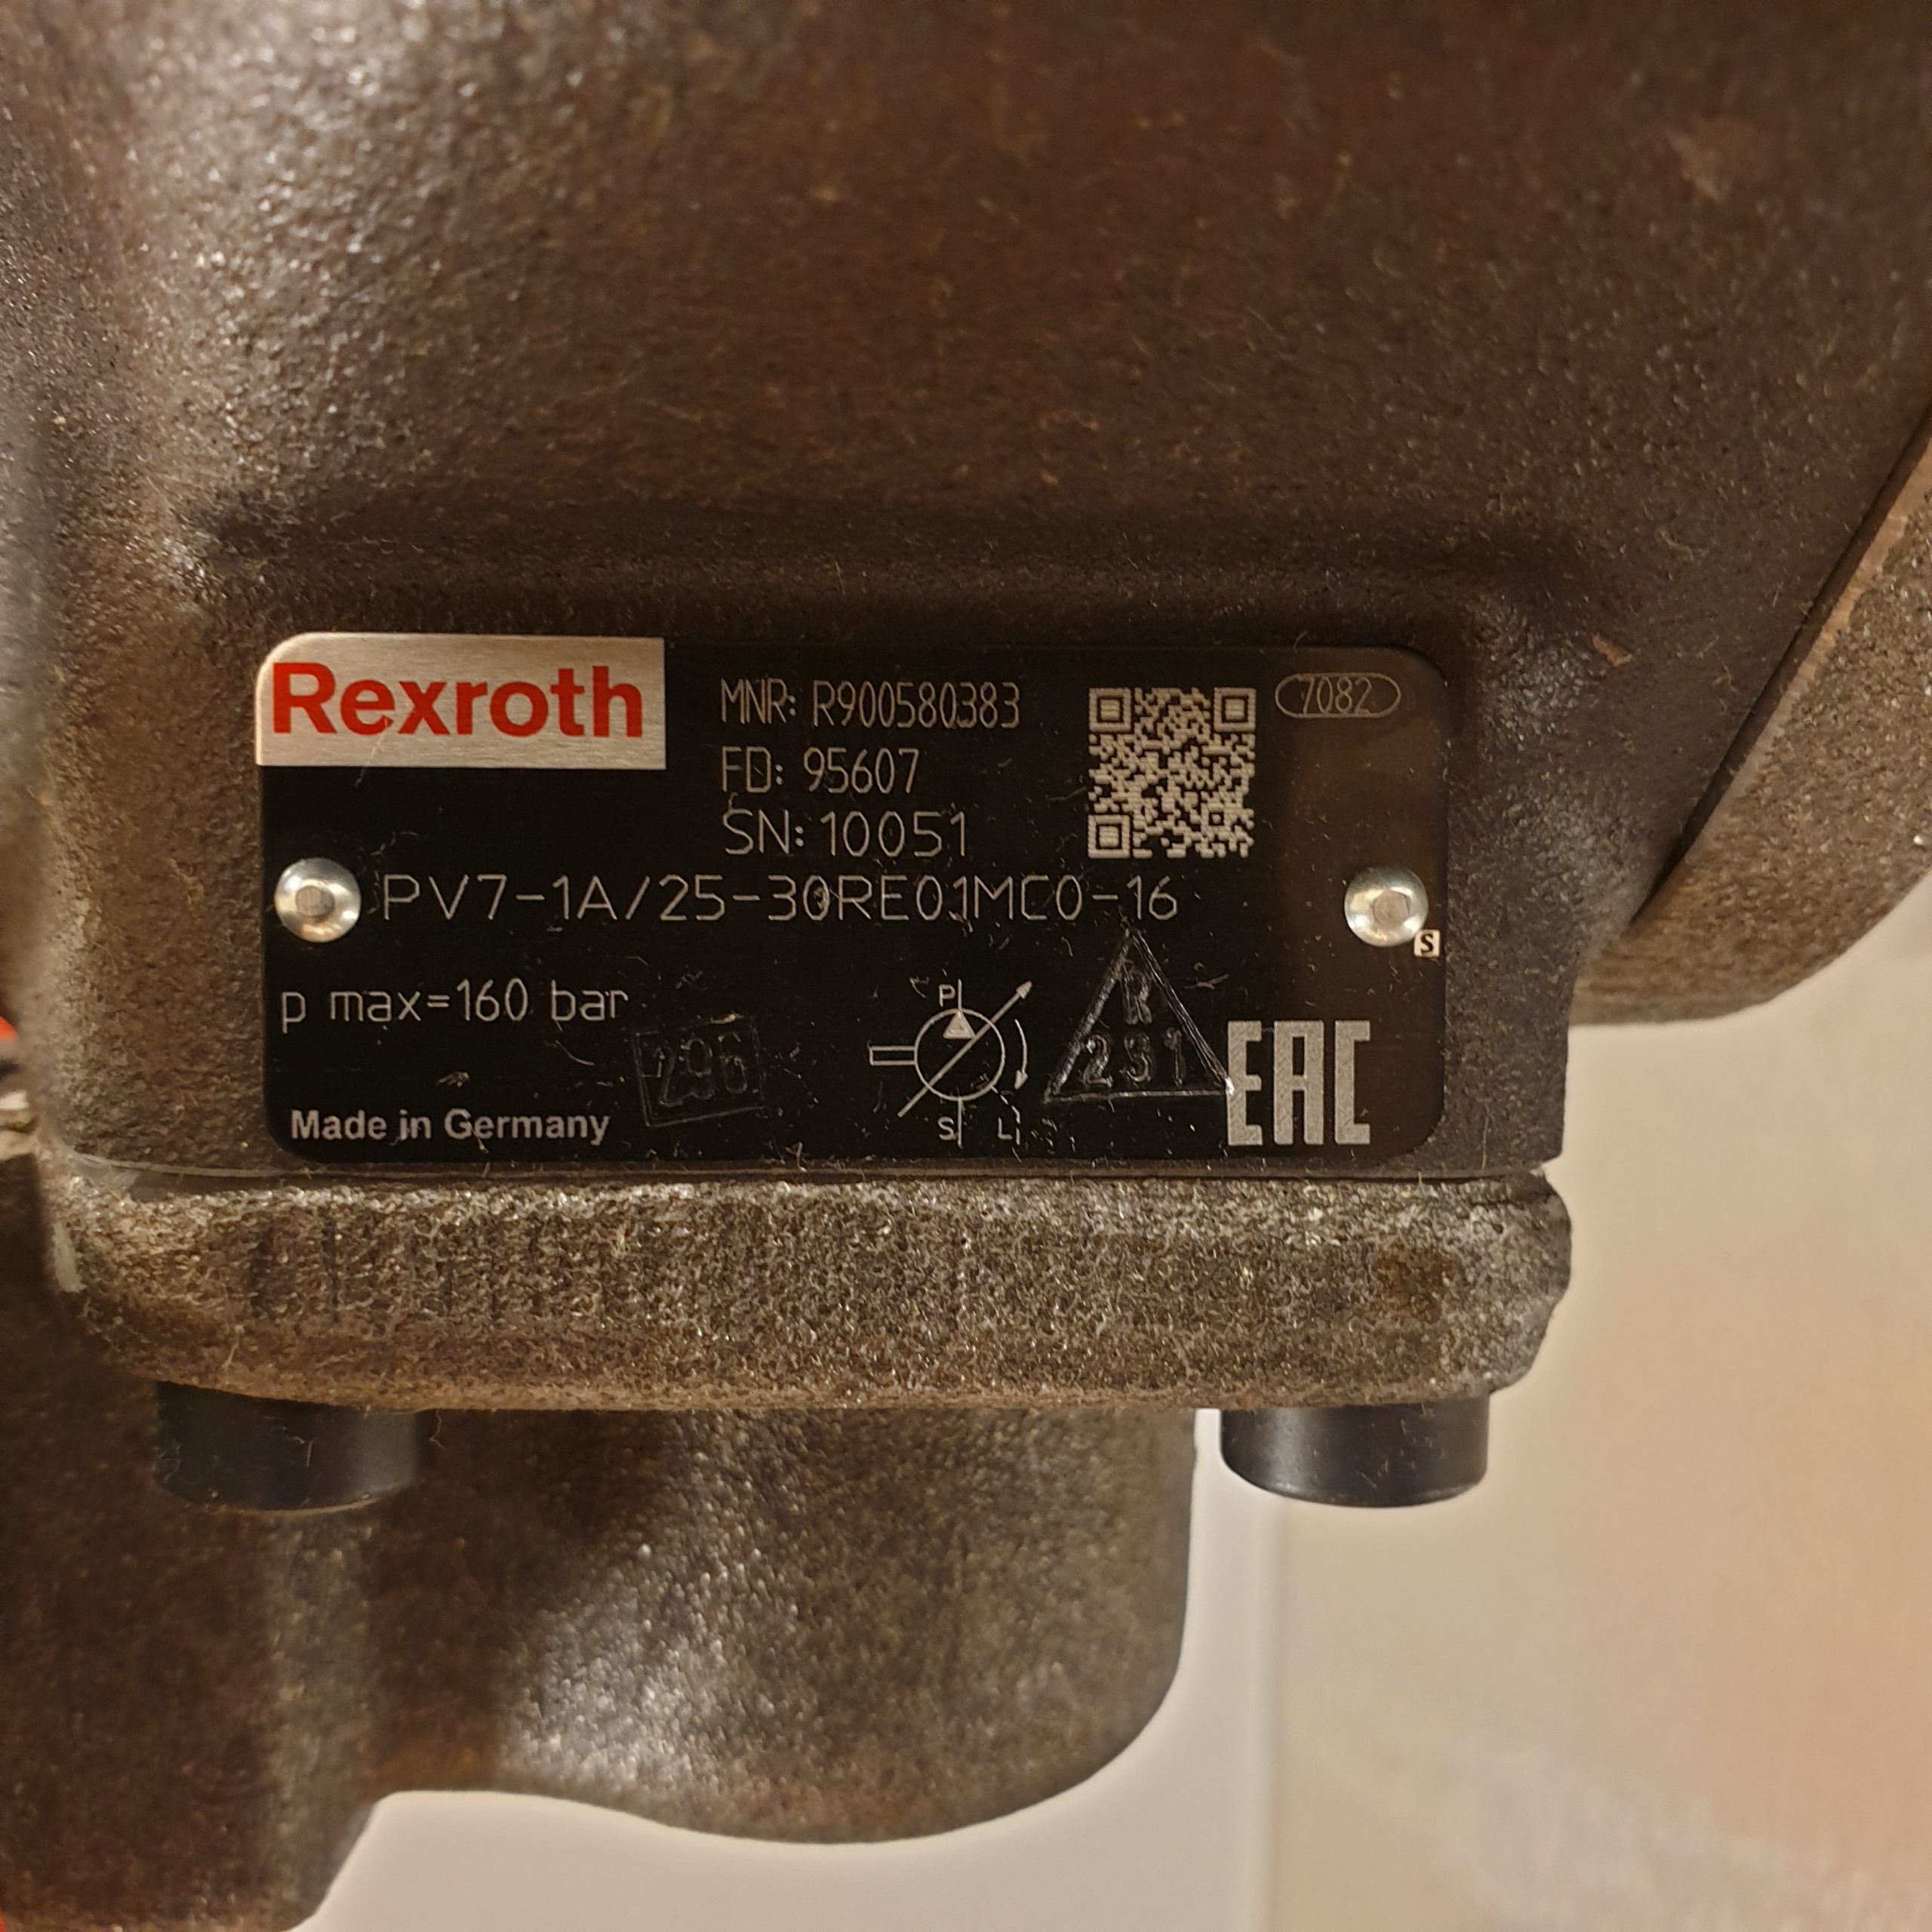 Rexroth
MNR: R900580383
7082
FD: 95607
SN: 10051
PV7-1A/25-30RE01MC0-16
S
p max=160 bar
P
R
231
296
EAC
Made in Germany
S
L